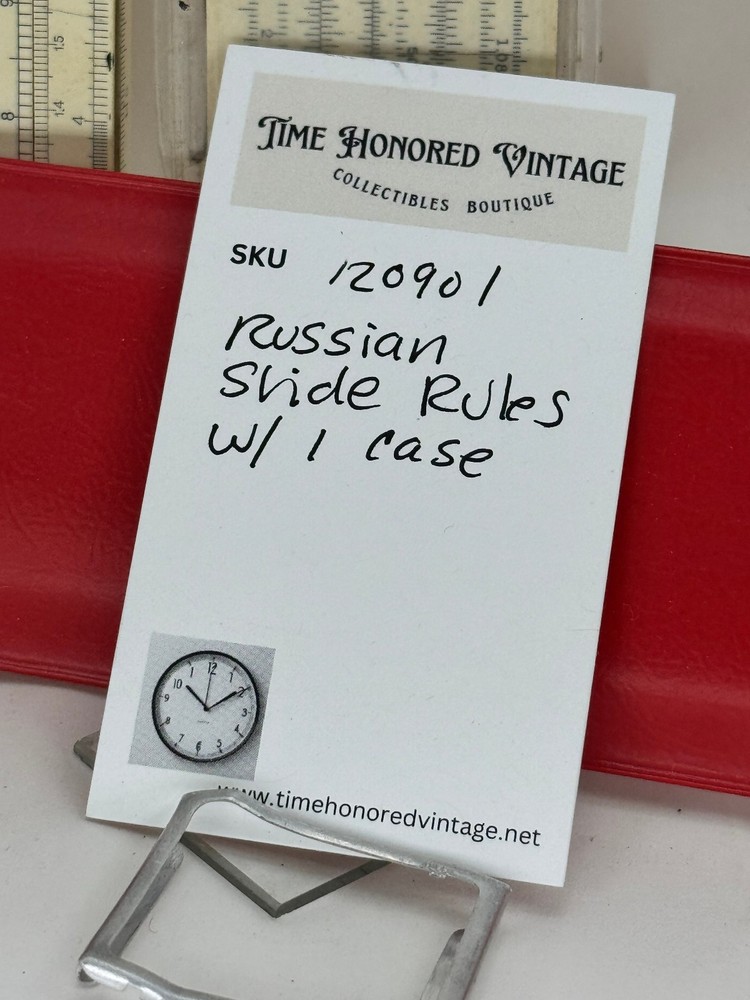 TIME HONORED VINTAGE
COLLECTIBLES BOUTIQUE
SKU 120901
Russian
Slide Rules
W/ 1 case
www.timehonoredvintage.net